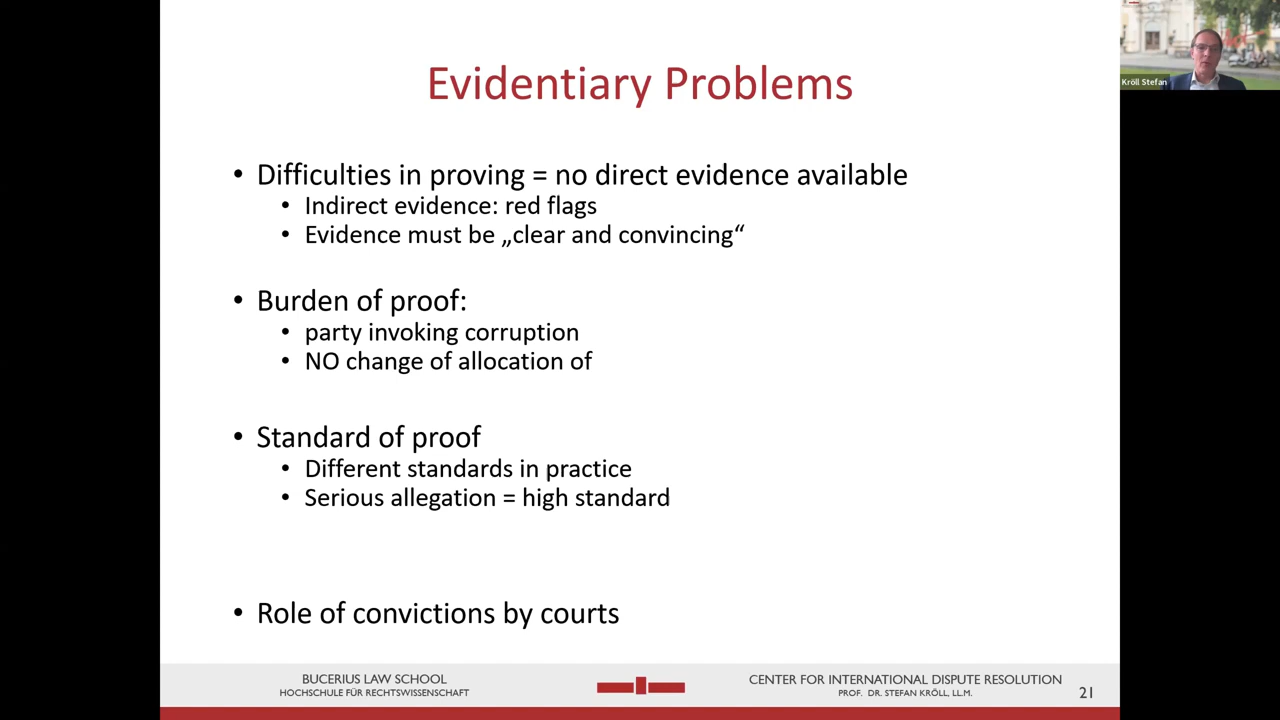 Evidentiary Problems
Kröll Stefan
• Difficulties in proving = no direct evidence available
• Indirect evidence: red flags
• Evidence must be „clear and convincing“
• Burden of proof:
• party invoking corruption
• NO change of allocation of
• Standard of proof
• Different standards in practice
• Serious allegation = high standard
• Role of convictions by courts
BUCERIUS LAW SCHOOL
HOCHSCHULE FÜR RECHTSWISSENSCHAFT
CENTER FOR INTERNATIONAL DISPUTE RESOLUTION
PROF. DR. STEFAN KRÖLL, LL.M.
21